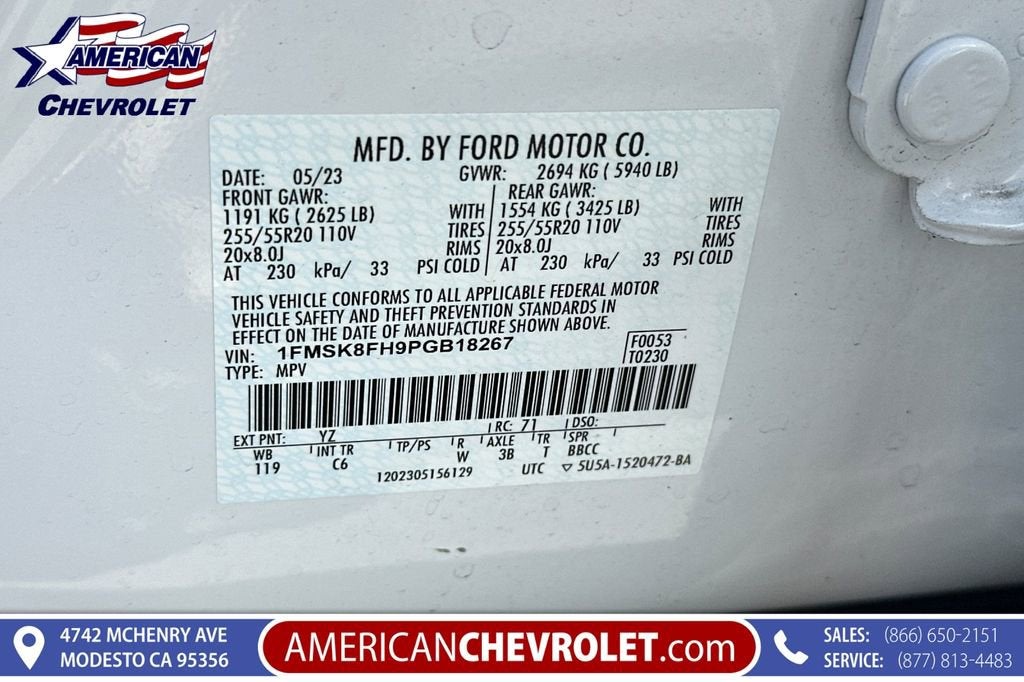 AMERICAN
CHEVROLET
MFD. BY FORD MOTOR CO.
DATE: 05/23 GVWR: 2694 KG ( 5940 LB)
FRONT GAWR: REAR GAWR:
1191 KG ( 2625 LB) WITH 1554 KG ( 3425 LB) WITH
255/55R20 110V TIRES 255/55R20 110V TIRES
20x8.0J RIMS 20x8.0J RIMS
AT 230 kPa/ 33 PSI COLD AT 230 kPa/ 33 PSI COLD
THIS VEHICLE CONFORMS TO ALL APPLICABLE FEDERAL MOTOR
VEHICLE SAFETY AND THEFT PREVENTION STANDARDS IN
EFFECT ON THE DATE OF MANUFACTURE SHOWN ABOVE.
VIN: 1FMSK8FH9PGB18267 F0053
TYPE: MPV T0230
EXT PNT: YZ RC: 71 DSO:
WB INT TR TP/PS R AXLE TR SPR
119 C6 W 3B T BBCC
1202305156129 UTC ▽ 5U5A-1520472-BA
4742 MCHENRY AVE
MODESTO CA 95356
AMERICANCHEVROLET.com
SALES: (866) 650-2151
SERVICE: (877) 813-4483